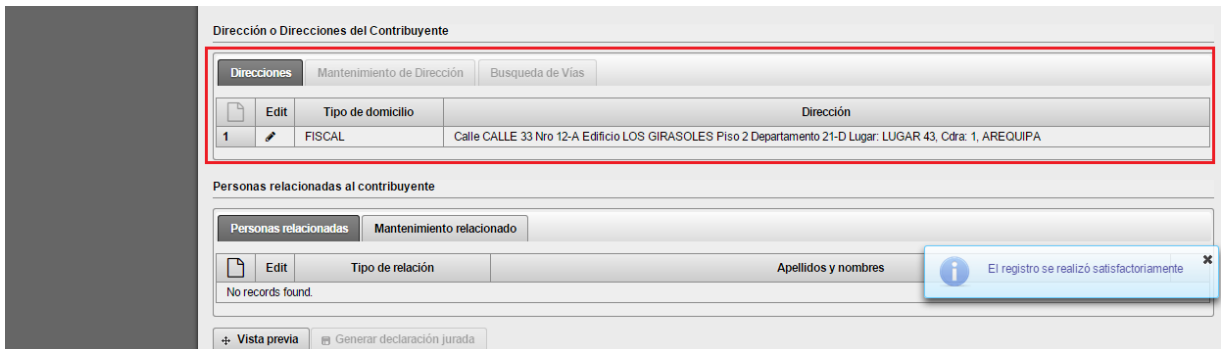 Dirección o Direcciones del Contribuyente
Direcciones Mantenimiento de Dirección Busqueda de Vías
Edit Tipo de domicilio Dirección
1 FISCAL Calle CALLE 33 Nro 12-A Edificio LOS GIRASOLES Piso 2 Departamento 21-D Lugar: LUGAR 43, Cdra: 1, AREQUIPA
Personas relacionadas al contribuyente
Personas relacionadas Mantenimiento relacionado
Edit Tipo de relación Apellidos y nombres
El registro se realizó satisfactoriamente
No records found.
Vista previa Generar declaración jurada